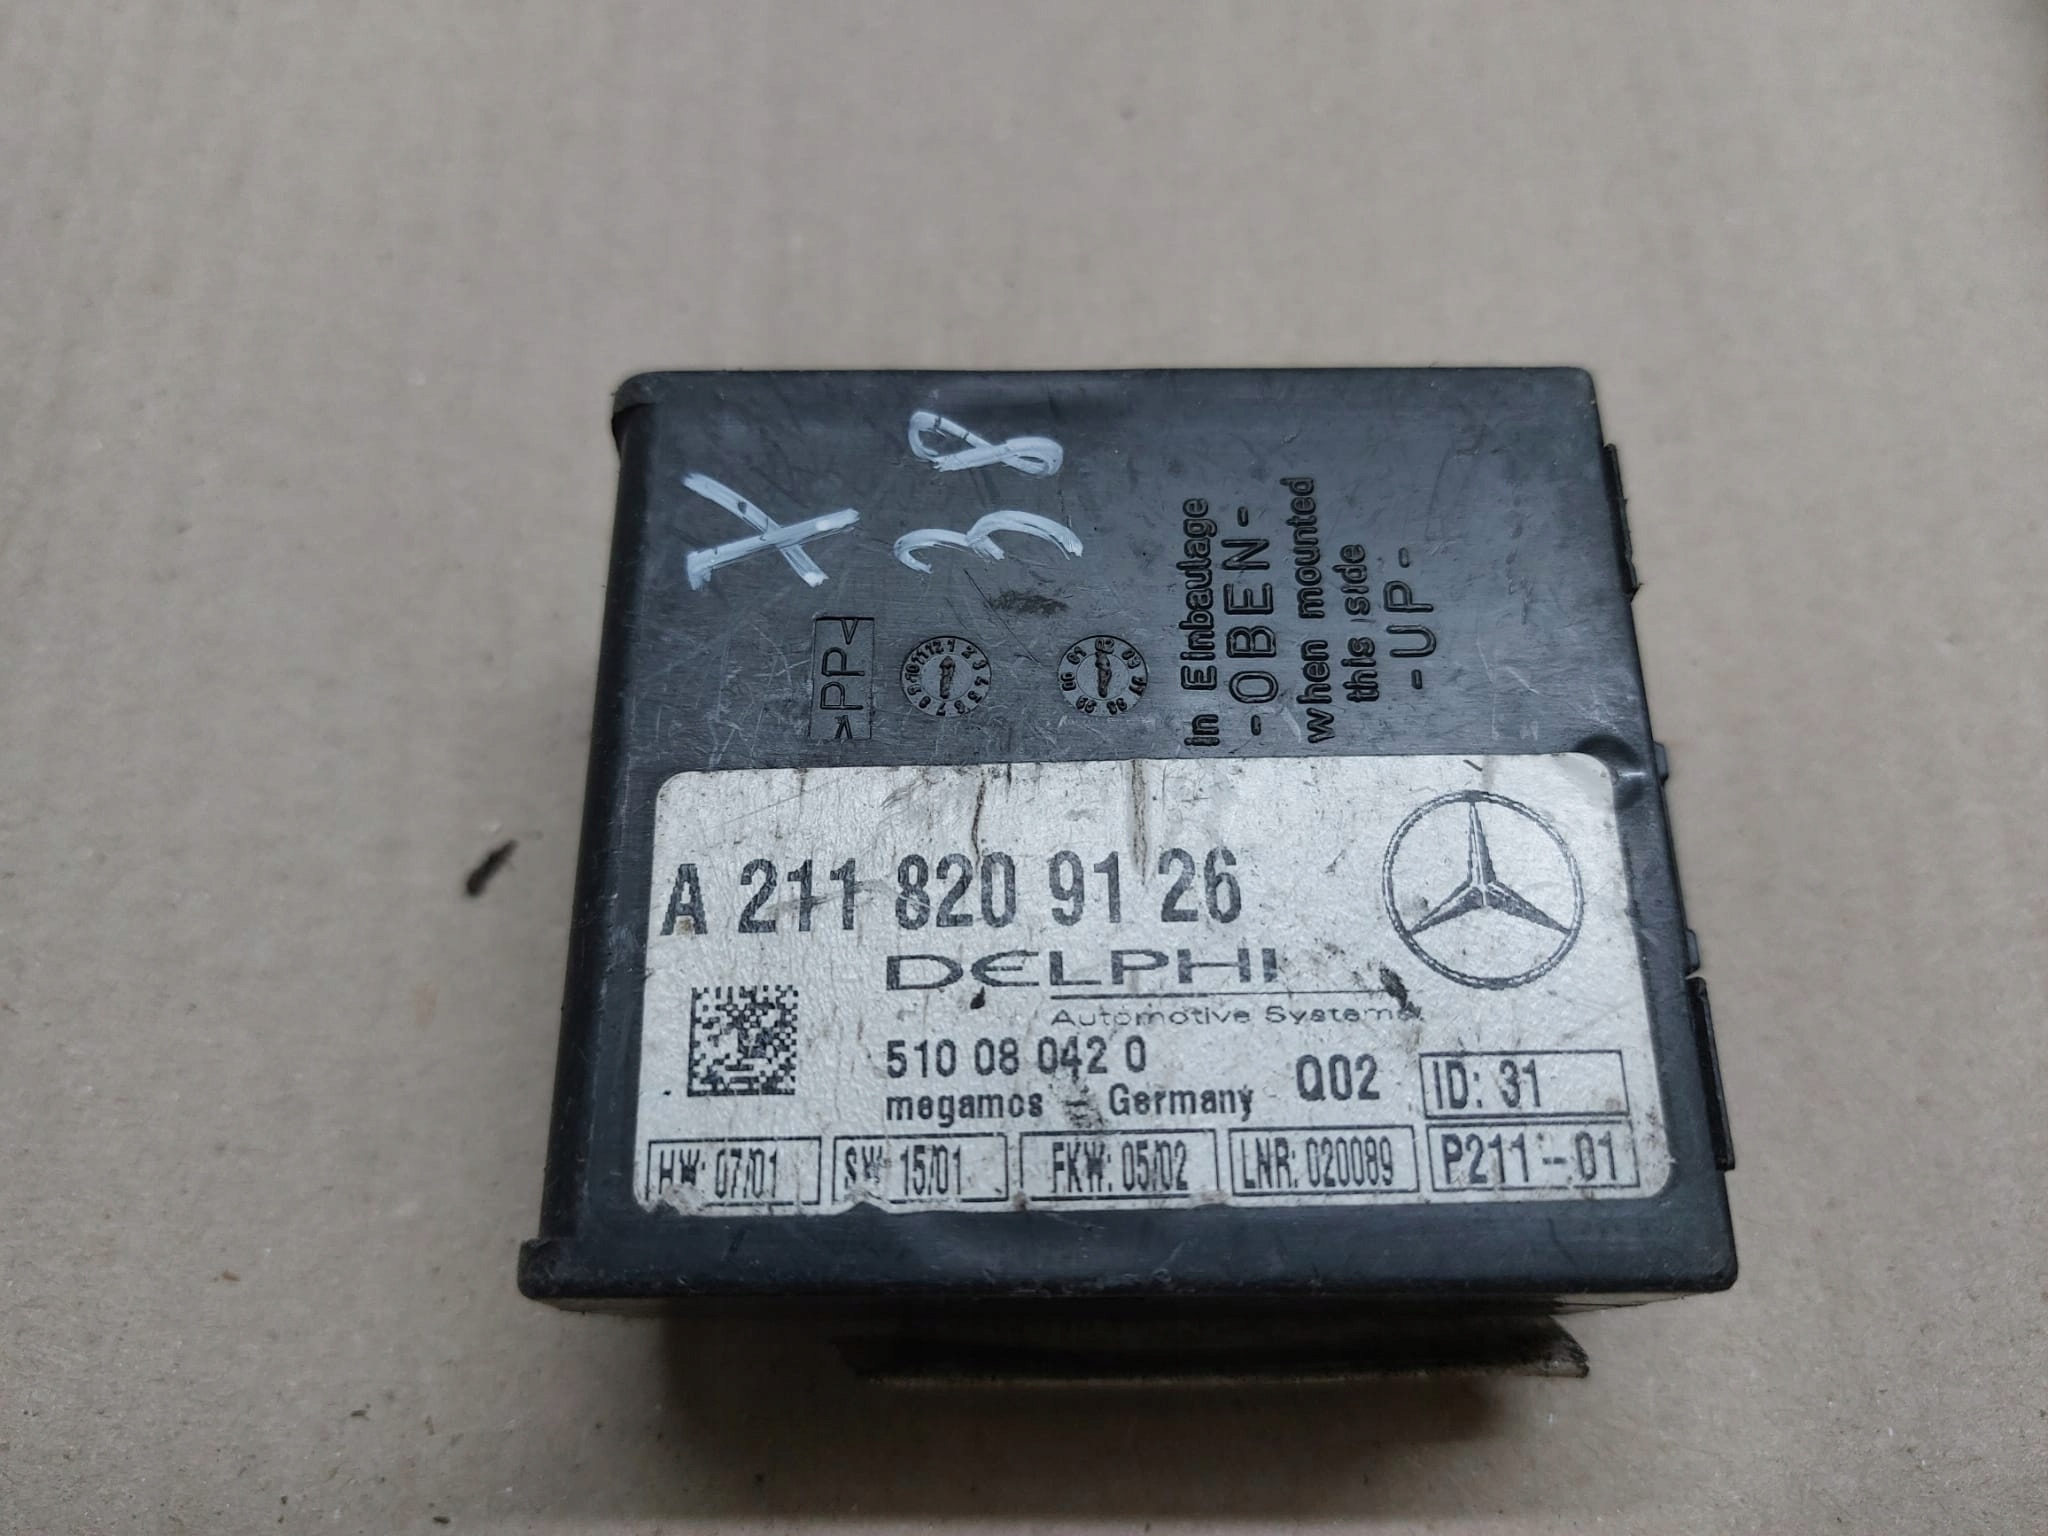 X 38
>PP<
in Einbaulage
-OBEN-
when mounted
this side
-UP-
A 211 820 91 26
DELPHI
Automotive Systems
510 08 042 0
megamos - Germany
Q02
ID: 31
HW: 07/01
SW: 15/01
FKW: 05/02
LNR: 020089
P211-01